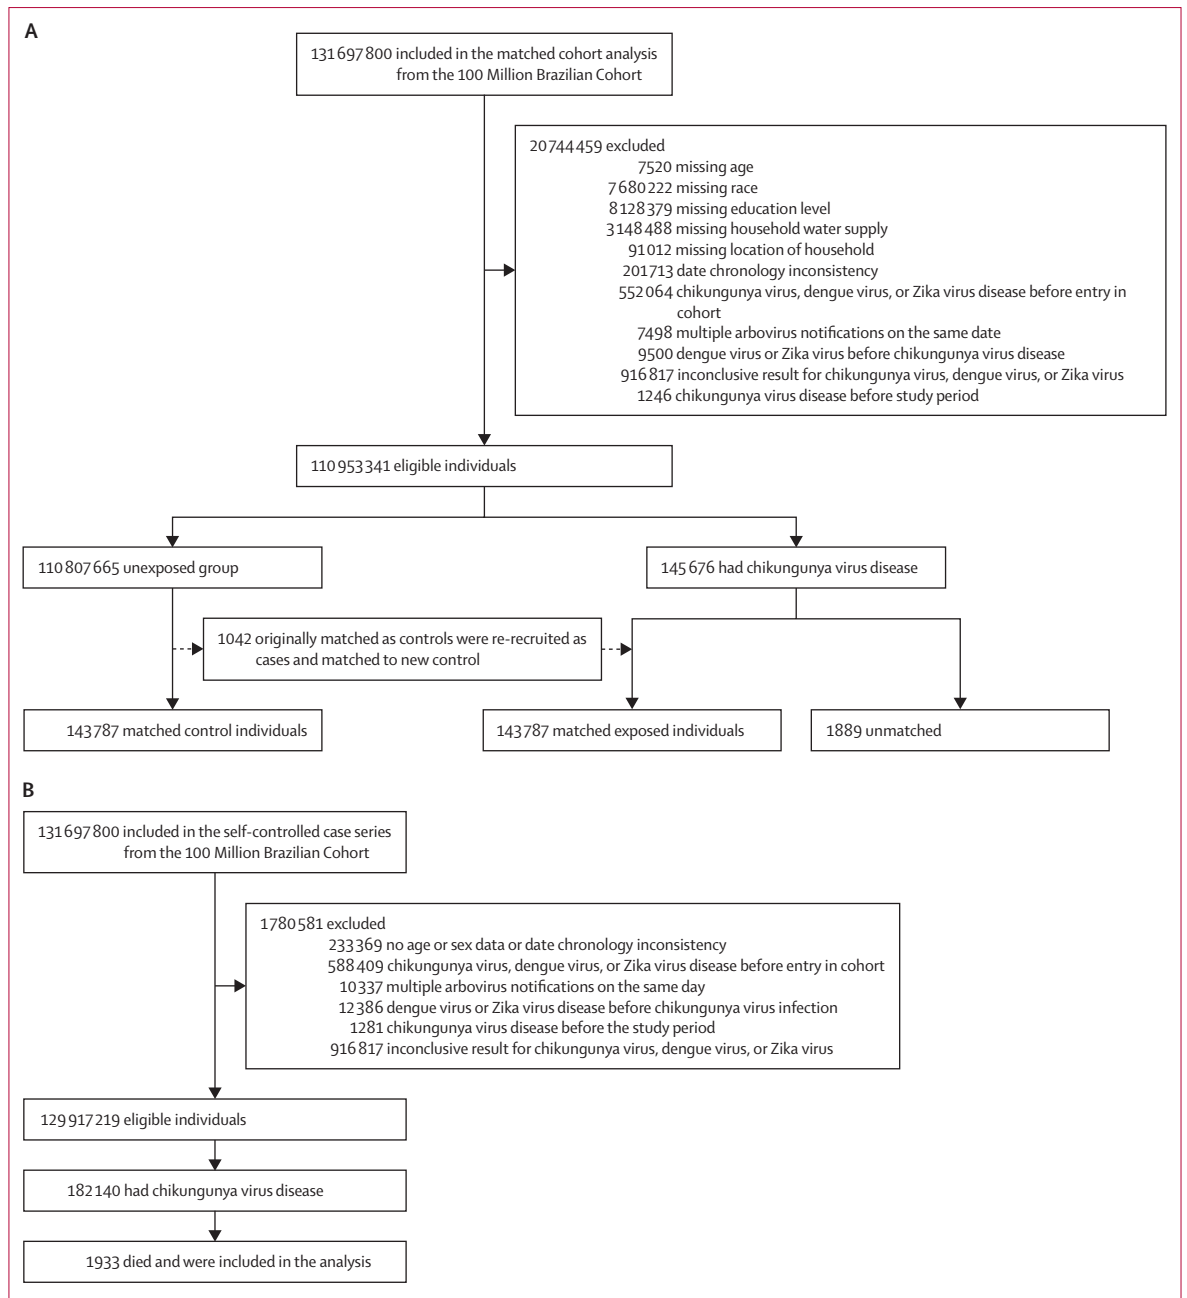 A
131 697 800 included in the matched cohort analysis
from the 100 Million Brazilian Cohort
20 744 459 excluded
7520 missing age
7 680 222 missing race
8 128 379 missing education level
3 148 488 missing household water supply
91 012 missing location of household
201 713 date chronology inconsistency
552 064 chikungunya virus, dengue virus, or Zika virus disease before entry in
cohort
7498 multiple arbovirus notifications on the same date
9500 dengue virus or Zika virus before chikungunya virus disease
916 817 inconclusive result for chikungunya virus, dengue virus, or Zika virus
1246 chikungunya virus disease before study period
110 953 341 eligible individuals
110 807 665 unexposed group
145 676 had chikungunya virus disease
1042 originally matched as controls were re-recruited as
cases and matched to new control
143 787 matched control individuals
143 787 matched exposed individuals
1889 unmatched
B
131 697 800 included in the self-controlled case series
from the 100 Million Brazilian Cohort
1 780 581 excluded
233 369 no age or sex data or date chronology inconsistency
588 409 chikungunya virus, dengue virus, or Zika virus disease before entry in cohort
10 337 multiple arbovirus notifications on the same day
12 386 dengue virus or Zika virus disease before chikungunya virus infection
1281 chikungunya virus disease before the study period
916 817 inconclusive result for chikungunya virus, dengue virus, or Zika virus
129 917 219 eligible individuals
182 140 had chikungunya virus disease
1933 died and were included in the analysis